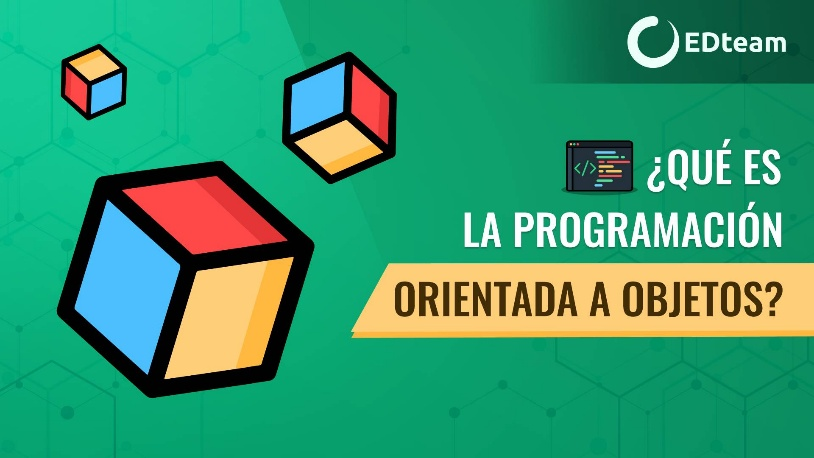 EDteam
</>
¿QUÉ ES
LA PROGRAMACIÓN
ORIENTADA A OBJETOS?